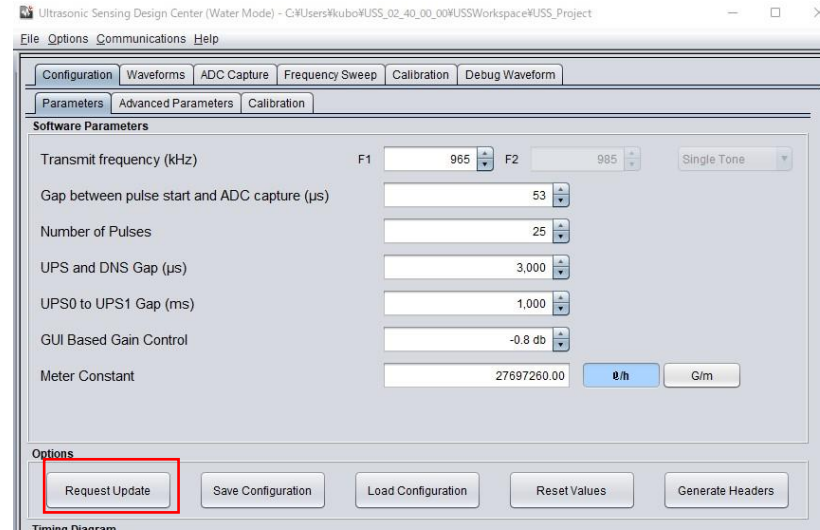 Ultrasonic Sensing Design Center (Water Mode) - C:¥Users¥kubo¥USS_02_40_00_00¥USSWorkspace¥USS_Project
File Options Communications Help
Configuration Waveforms ADC Capture Frequency Sweep Calibration Debug Waveform
Parameters Advanced Parameters Calibration
Software Parameters
Transmit frequency (kHz) F1 965 F2 985 Single Tone
Gap between pulse start and ADC capture (µs) 53
Number of Pulses 25
UPS and DNS Gap (µs) 3,000
UPS0 to UPS1 Gap (ms) 1,000
GUI Based Gain Control -0.8 db
Meter Constant 27697260.00 ℓ/h G/m
Options
Request Update Save Configuration Load Configuration Reset Values Generate Headers
Timing Diagram